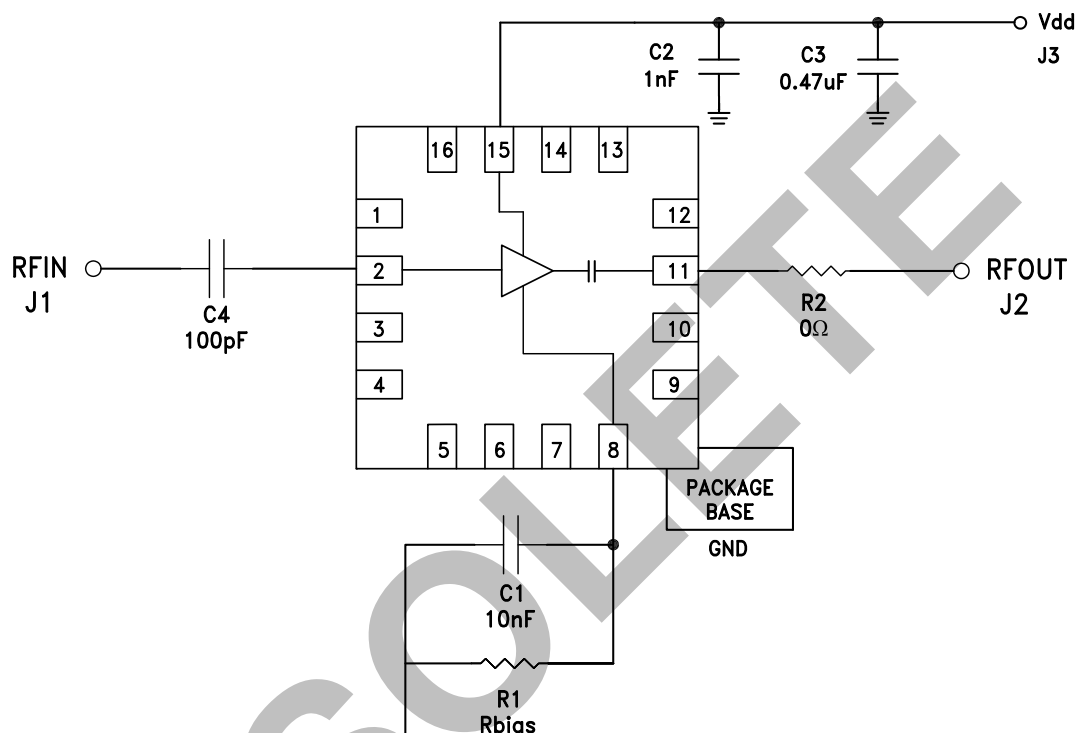 Vdd
J3
C2
1nF
C3
0.47uF
16
15
14
13
1
12
RFIN
J1
C4
100pF
2
11
R2
0Ω
RFOUT
J2
3
10
4
9
5
6
7
8
PACKAGE
BASE
GND
C1
10nF
R1
Rbias
SOLETE